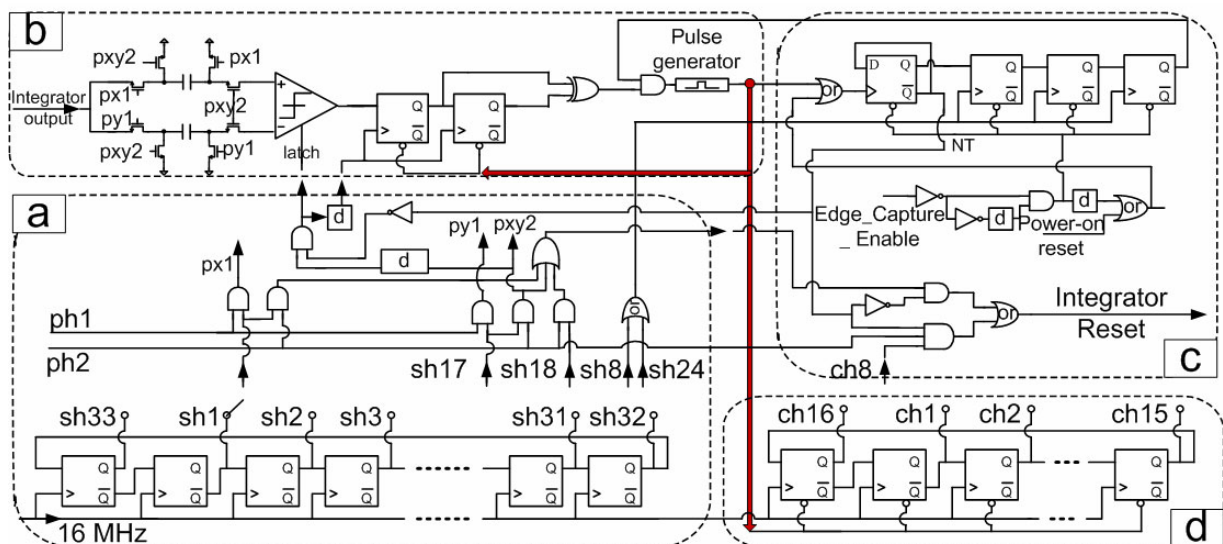 b
pxy2
px1
Integrator
output
px1
pxy2
py1
pxy2
py1
+
-
latch
>
Q
Q
>
Q
Q
Pulse
generator
or
D
Q
>
Q
Q
>
Q
Q
>
Q
Q
>
Q
NT
Edge_Capture
_ Enable
d
d
Power-on
reset
or
or
Integrator
Reset
ch8
c
a
d
d
px1
py1
pxy2
ph1
ph2
or
sh17
sh18
sh8
sh24
sh33
sh1
sh2
sh3
sh31
sh32
Q
>
Q
Q
>
Q
Q
>
Q
Q
>
Q
Q
>
Q
Q
>
Q
16 MHz
ch16
ch1
ch2
ch15
Q
>
Q
Q
>
Q
Q
>
Q
Q
>
Q
d